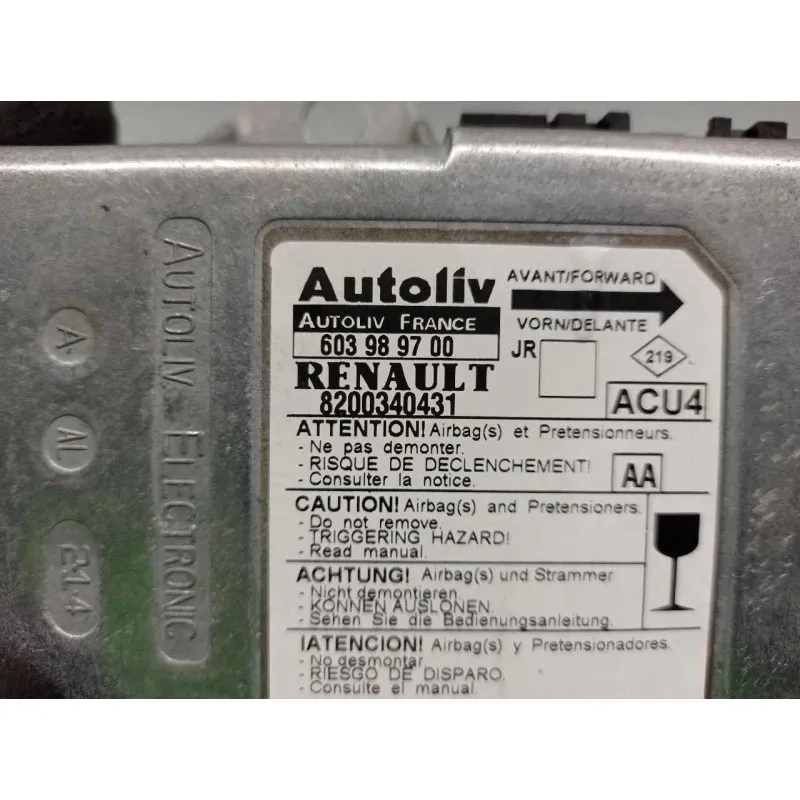 Autoliv
AUTOLIV FRANCE
603 98 97 00
RENAULT
8200340431
AVANT/FORWARD
VORN/DELANTE
JR
219
ACU4
ATTENTION! Airbag(s) et Pretensionneurs.
- Ne pas demonter.
- RISQUE DE DECLENCHEMENT!
- Consulter la notice.
AA
CAUTION! Airbag(s) and Pretensioners.
- Do not remove.
- TRIGGERING HAZARD!
- Read manual.
ACHTUNG! Airbag(s) und Strammer
- Nicht demontieren.
- KONNEN AUSLONEN.
- Sehen Sie die Bedienungsanleitung.
!ATENCION! Airbag(s) y Pretensionadores.
- No desmontar
- RIESGO DE DISPARO.
- Consulte el manual.
AUTOLIV ELECTRONIC
A-
AL
214